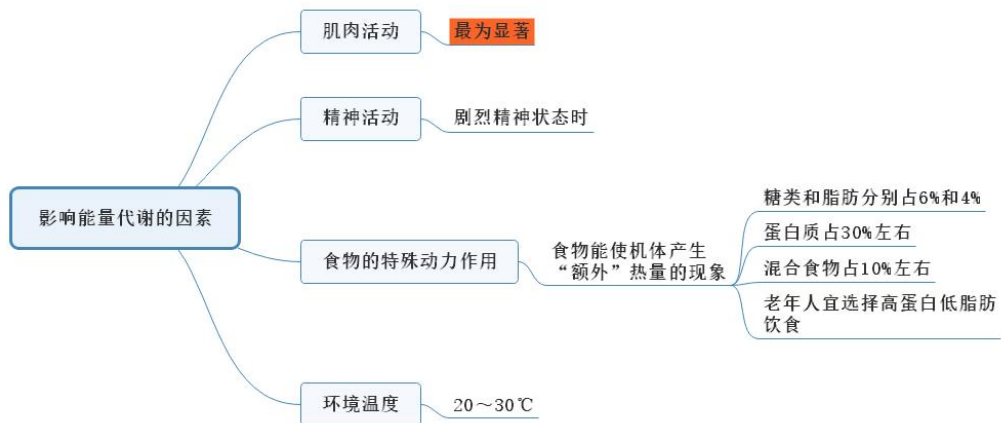 肌肉活动
最为显著
精神活动
剧烈精神状态时
影响能量代谢的因素
食物的特殊动力作用
食物能使机体产生
“额外”热量的现象
糖类和脂肪分别占6%和4%
蛋白质占30%左右
混合食物占10%左右
老年人宜选择高蛋白低脂肪
饮食
环境温度
20～30℃